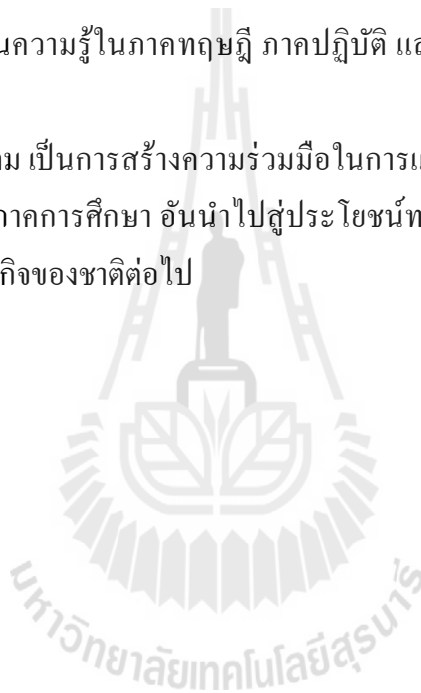 นความรู้ในภาคทฤษฎี ภาคปฏิบัติ แล
เป็นการสร้างความร่วมมือในการแ
ภาคการศึกษา อันนำไปสู่ประโยชน์ท
กิจของชาติต่อไป
มหาวิทยาลัยเทคโนโลยีสุรนารี